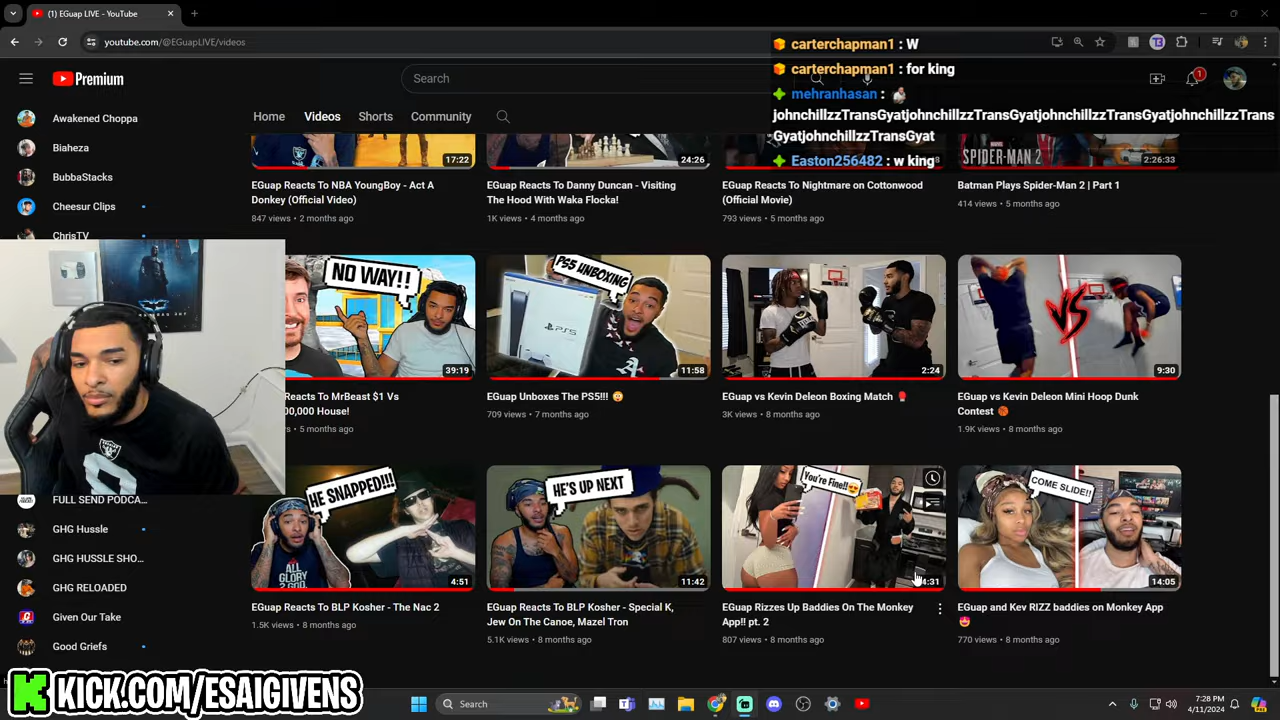 (1) EGuap LIVE - YouTube
youtube.com/@EGuapLIVE/videos
carterchapman1 : W
carterchapman1 : for king
mehranhasan :
johnchillzzTransGyatjohnchillzzTransGyatjohnchillzzTransGyatjohnchillzzTrans
GyatjohnchillzzTransGyat
Easton256482 : w king
Premium
Search
1
Home
Videos
Shorts
Community
Awakened Choppa
Biaheza
BubbaStacks
Cheesur Clips
ChrisTV
17:22
24:26
SPIDER-MAN 2
2:26:33
EGuap Reacts To NBA YoungBoy - Act A
Donkey (Official Video)
847 views • 2 months ago
EGuap Reacts To Danny Duncan - Visiting
The Hood With Waka Flocka!
1K views • 4 months ago
EGuap Reacts To Nightmare on Cottonwood
(Official Movie)
793 views • 5 months ago
Batman Plays Spider-Man 2 | Part 1
414 views • 5 months ago
NO WAY!!
39:19
PS5 UNBOXING
PS5
11:58
2:24
VS
9:30
Reacts To MrBeast $1 Vs
00,000 House!
5 months ago
EGuap Unboxes The PS5!!! 😳
709 views • 7 months ago
EGuap vs Kevin Deleon Boxing Match 🥊
3K views • 8 months ago
EGuap vs Kevin Deleon Mini Hoop Dunk
Contest 🏀
1.9K views • 8 months ago
HE SNAPPED!!!
ALL
GLORY
2 GOD
4:51
HE'S UP NEXT
11:42
You're Fine!!😍
4:31
COME SLIDE!!
14:05
EGuap Reacts To BLP Kosher - The Nac 2
1.5K views • 8 months ago
EGuap Reacts To BLP Kosher - Special K,
Jew On The Canoe, Mazel Tron
5.1K views • 8 months ago
EGuap Rizzes Up Baddies On The Monkey
App!! pt. 2
807 views • 8 months ago
EGuap and Kev RIZZ baddies on Monkey App
😍
770 views • 8 months ago
FULL SEND PODCA...
GHG Hussle
GHG HUSSLE SHO...
GHG RELOADED
Given Our Take
Good Griefs
KICK.COM/ESAIGIVENS
Search
7:28 PM
4/11/2024